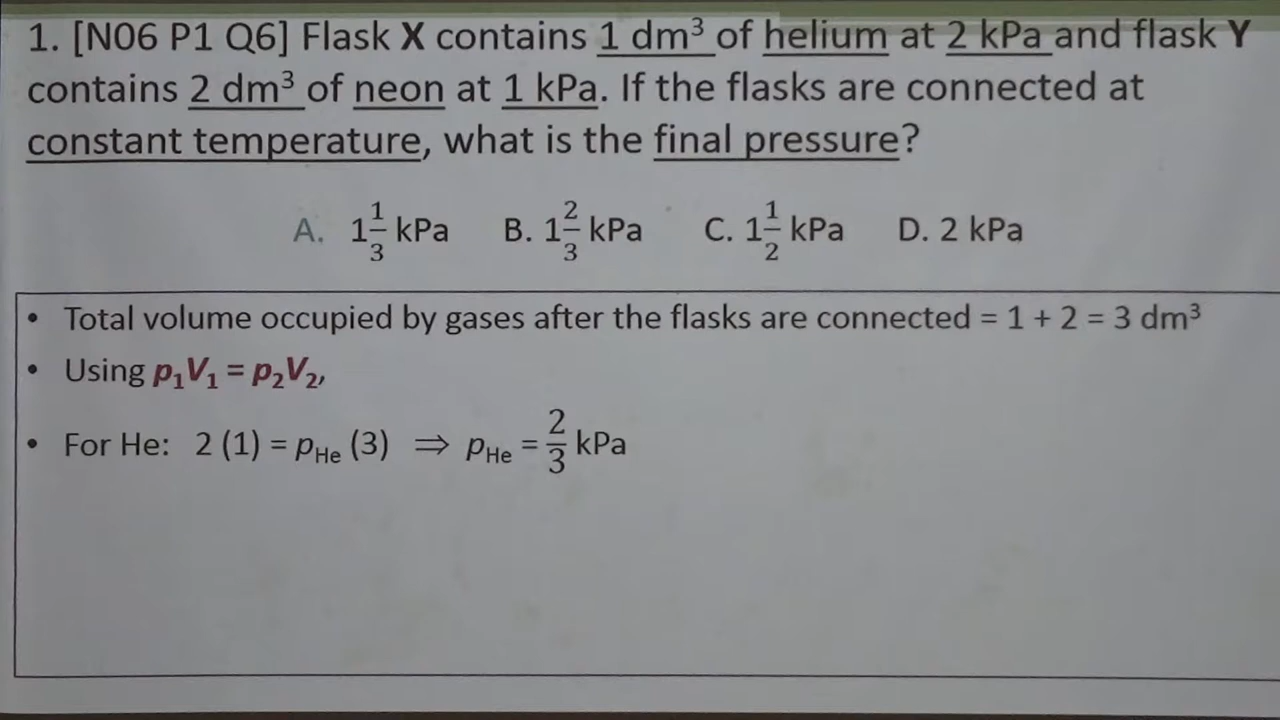 1. [N06 P1 Q6] Flask X contains 1 dm³ of helium at 2 kPa and flask Y
contains 2 dm³ of neon at 1 kPa. If the flasks are connected at
constant temperature, what is the final pressure?
A. 1 1/3 kPa B. 1 2/3 kPa C. 1 1/2 kPa D. 2 kPa
• Total volume occupied by gases after the flasks are connected = 1 + 2 = 3 dm³
• Using p₁V₁ = p₂V₂,
• For He: 2 (1) = p_He (3) ⇒ p_He = 2/3 kPa